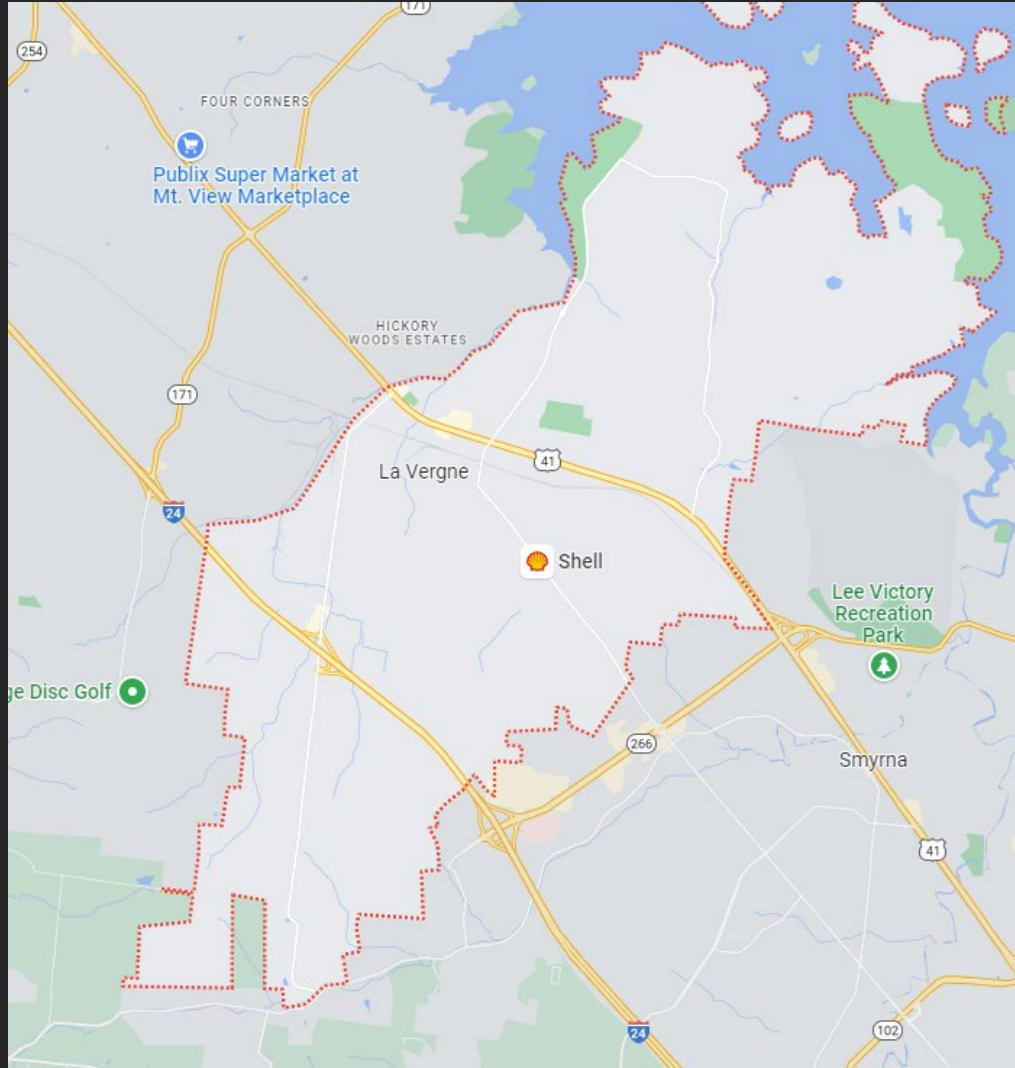 171
254
FOUR CORNERS
Publix Super Market at
Mt. View Marketplace
HICKORY
WOODS ESTATES
171
La Vergne
41
24
Shell
Lee Victory
Recreation
Park
ge Disc Golf
266
Smyrna
41
24
102